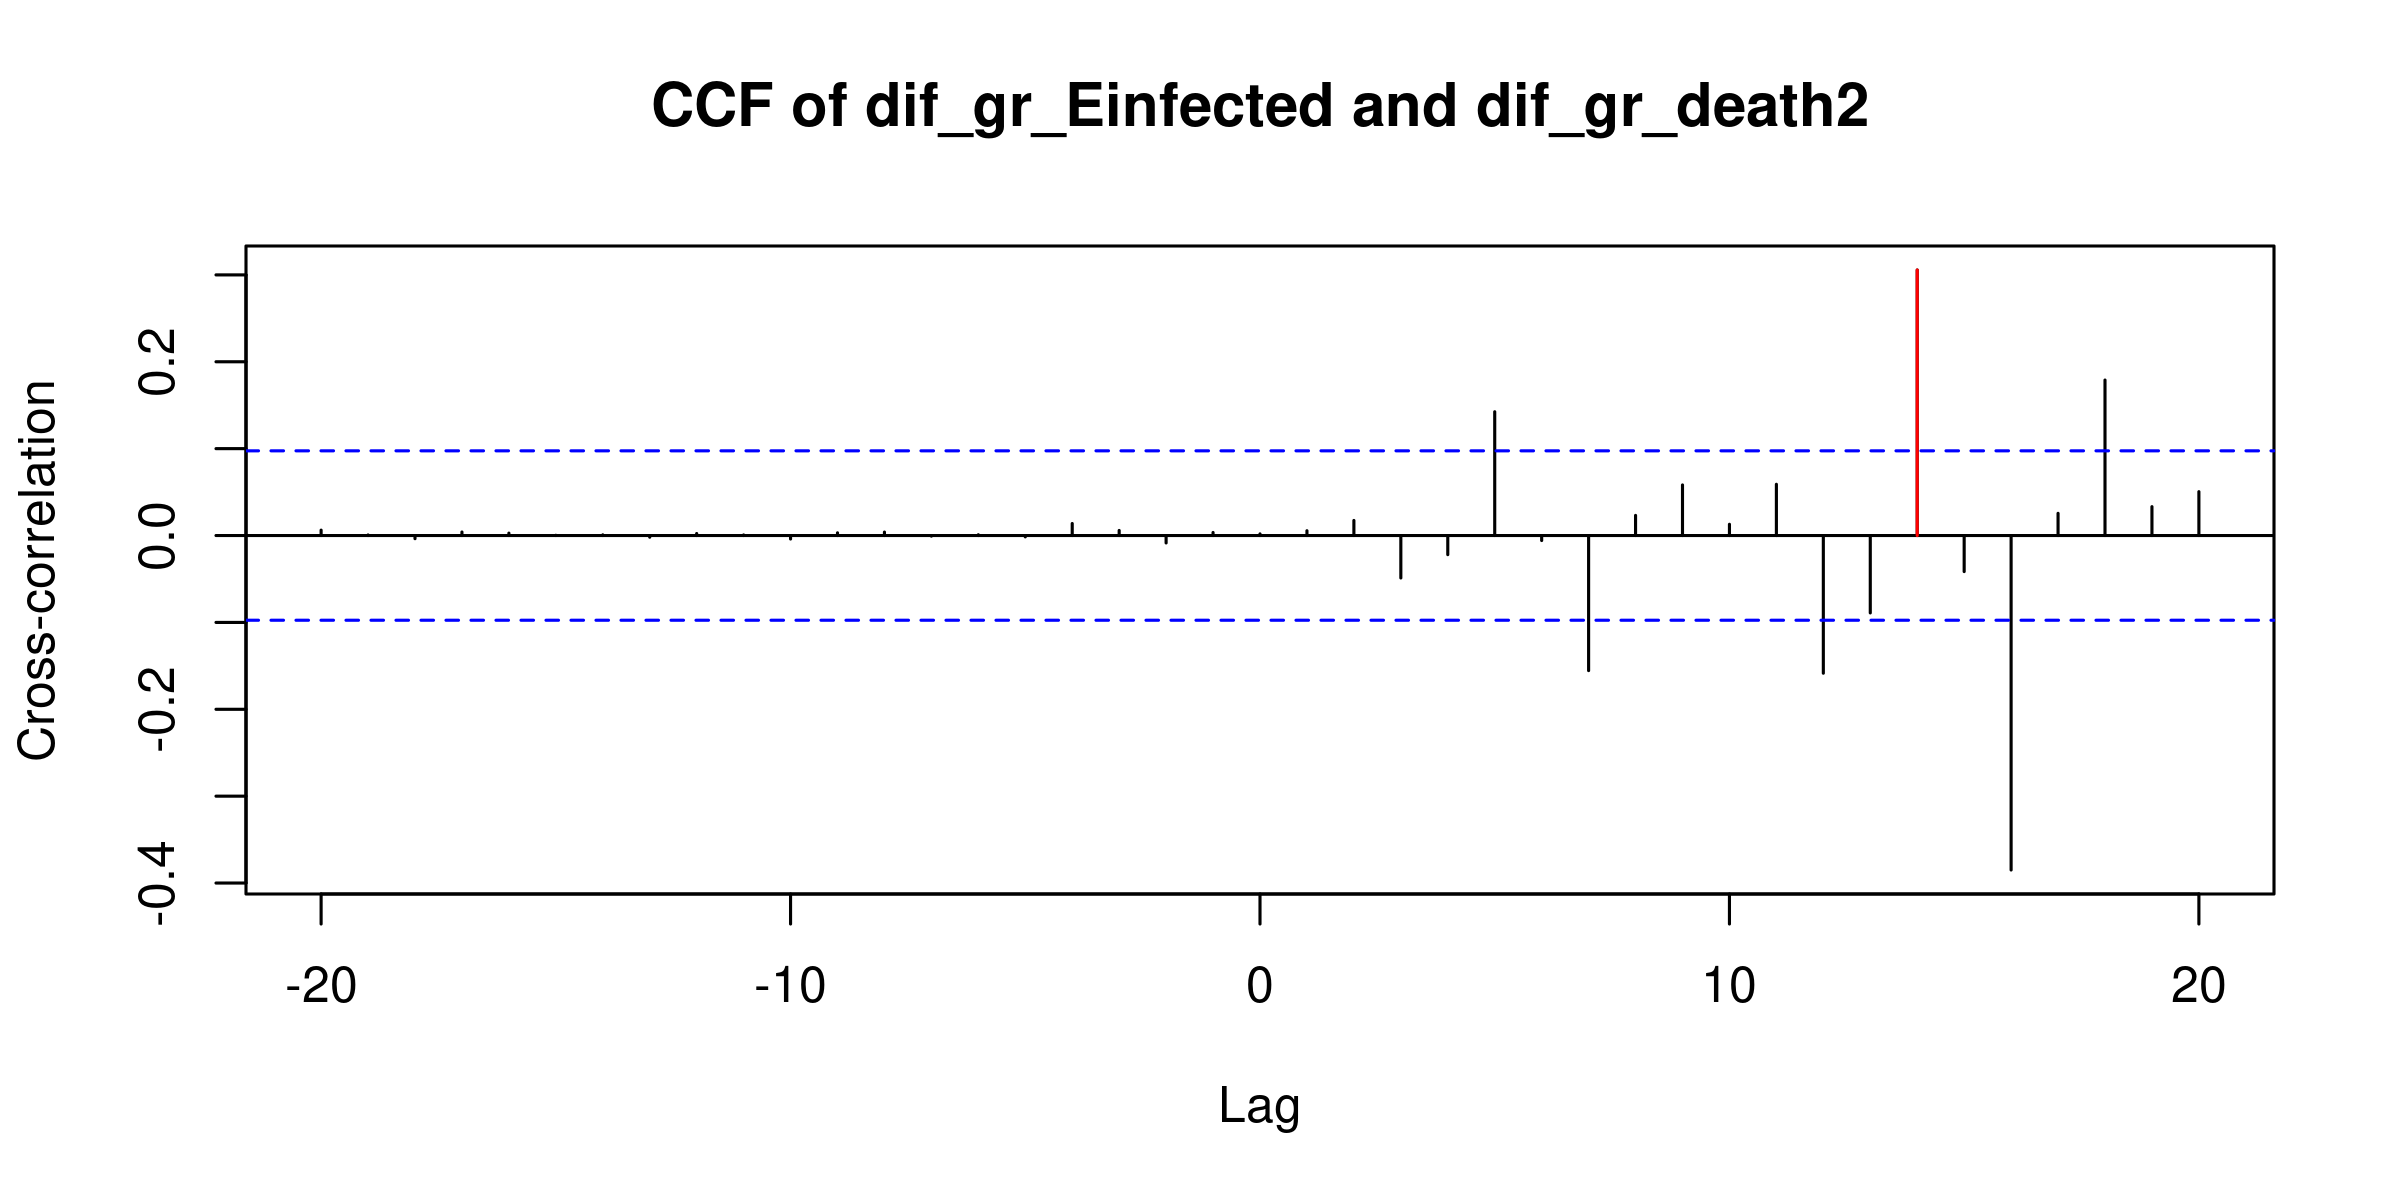 CCF of dif_gr_Einfected and dif_gr_death2
Cross-correlation
0.2
0.0
-0.2
-0.4
-20 -10 0 10 20
Lag